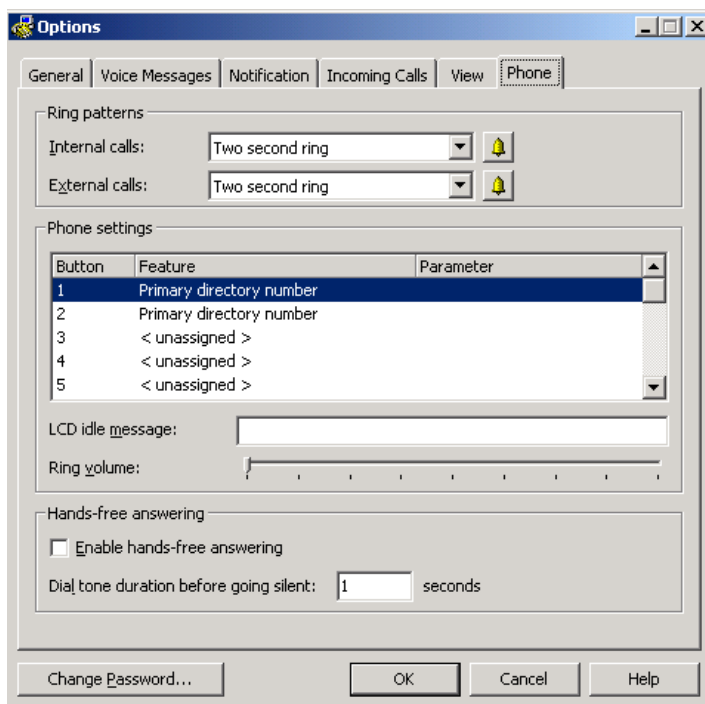 Options
General Voice Messages Notification Incoming Calls View Phone
Ring patterns
Internal calls: Two second ring
External calls: Two second ring
Phone settings
Button Feature Parameter
1 Primary directory number
2 Primary directory number
3 < unassigned >
4 < unassigned >
5 < unassigned >
LCD idle message:
Ring volume:
Hands-free answering
Enable hands-free answering
Dial tone duration before going silent: 1 seconds
Change Password... OK Cancel Help